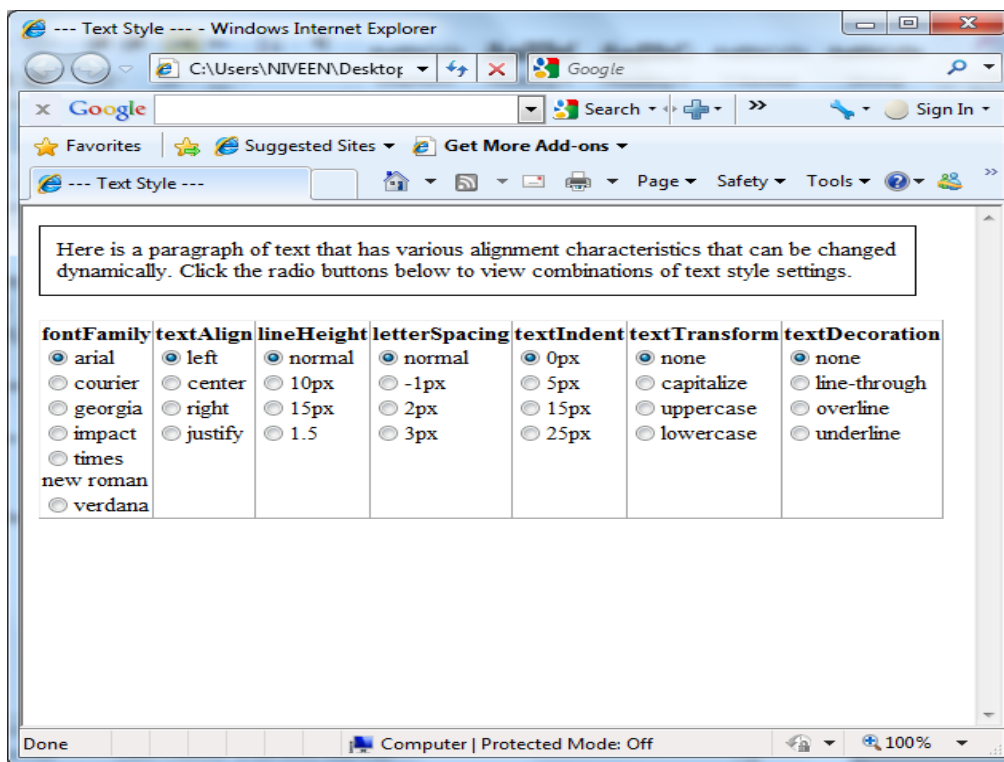 --- Text Style --- - Windows Internet Explorer
C:\Users\NIVEEN\Desktop Google
Google Search Sign In
Favorites Suggested Sites Get More Add-ons
--- Text Style --- Page Safety Tools
Here is a paragraph of text that has various alignment characteristics that can be changed
dynamically. Click the radio buttons below to view combinations of text style settings.
fontFamily textAlign lineHeight letterSpacing textIndent textTransform textDecoration
arial left normal normal 0px none none
courier center 10px -1px 5px capitalize line-through
georgia right 15px 2px 15px uppercase overline
impact justify 1.5 3px 25px lowercase underline
times
new roman
verdana
Done Computer | Protected Mode: Off 100%